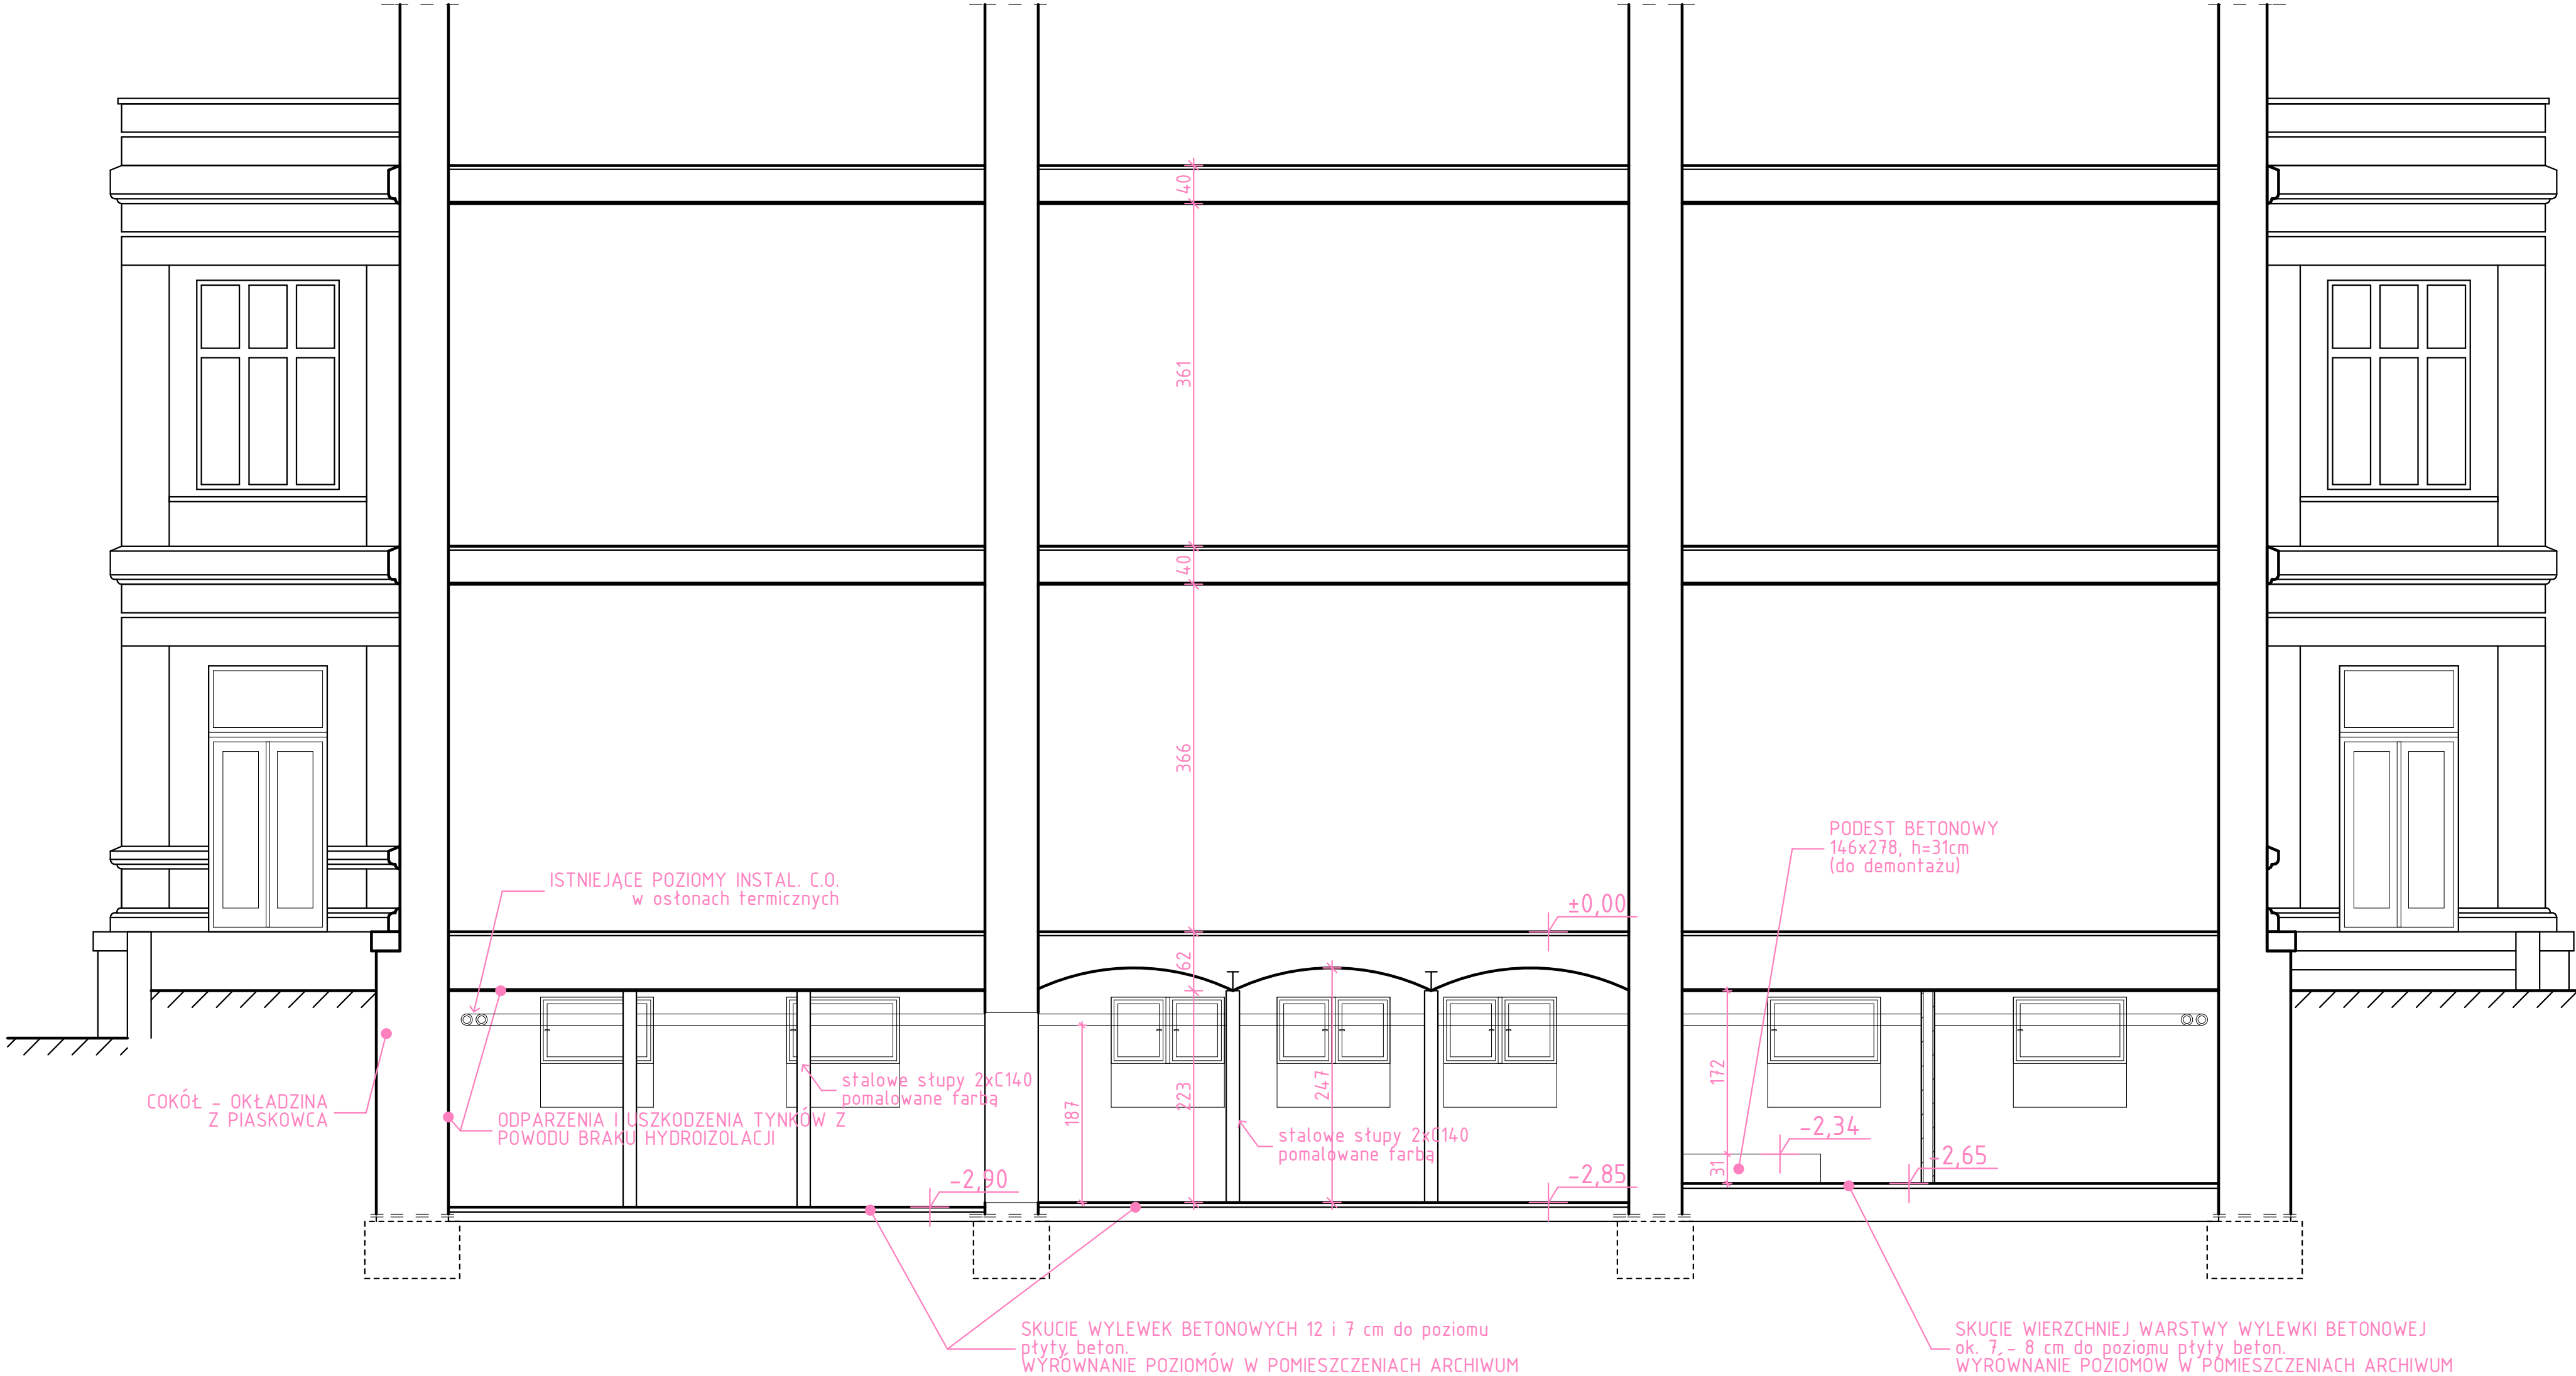 40
361
40
366
PODEST BETONOWY
146x278, h=31cm
(do demontażu)
ISTNIEJĄCE POZIOMY INSTAL. C.O.
w osłonach termicznych
±0,00
62
172
187
223
247
stalowe słupy 2xC140
pomalowane farbą
COKÓŁ - OKŁADZINA
Z PIASKOWCA
ODPARZENIA I USZKODZENIA TYNKÓW Z
POWODU BRAKU HYDROIZOLACJI
stalowe słupy 2xC140
pomalowane farbą
-2,34
31
-2,65
-2,90
-2,85
SKUCIE WYLEWEK BETONOWYCH 12 i 7 cm do poziomu
płyty beton.
WYRÓWNANIE POZIOMÓW W POMIESZCZENIACH ARCHIWUM
SKUCIE WIERZCHNIEJ WARSTWY WYLEWKI BETONOWEJ
ok. 7 - 8 cm do poziomu płyty beton.
WYRÓWNANIE POZIOMÓW W POMIESZCZENIACH ARCHIWUM